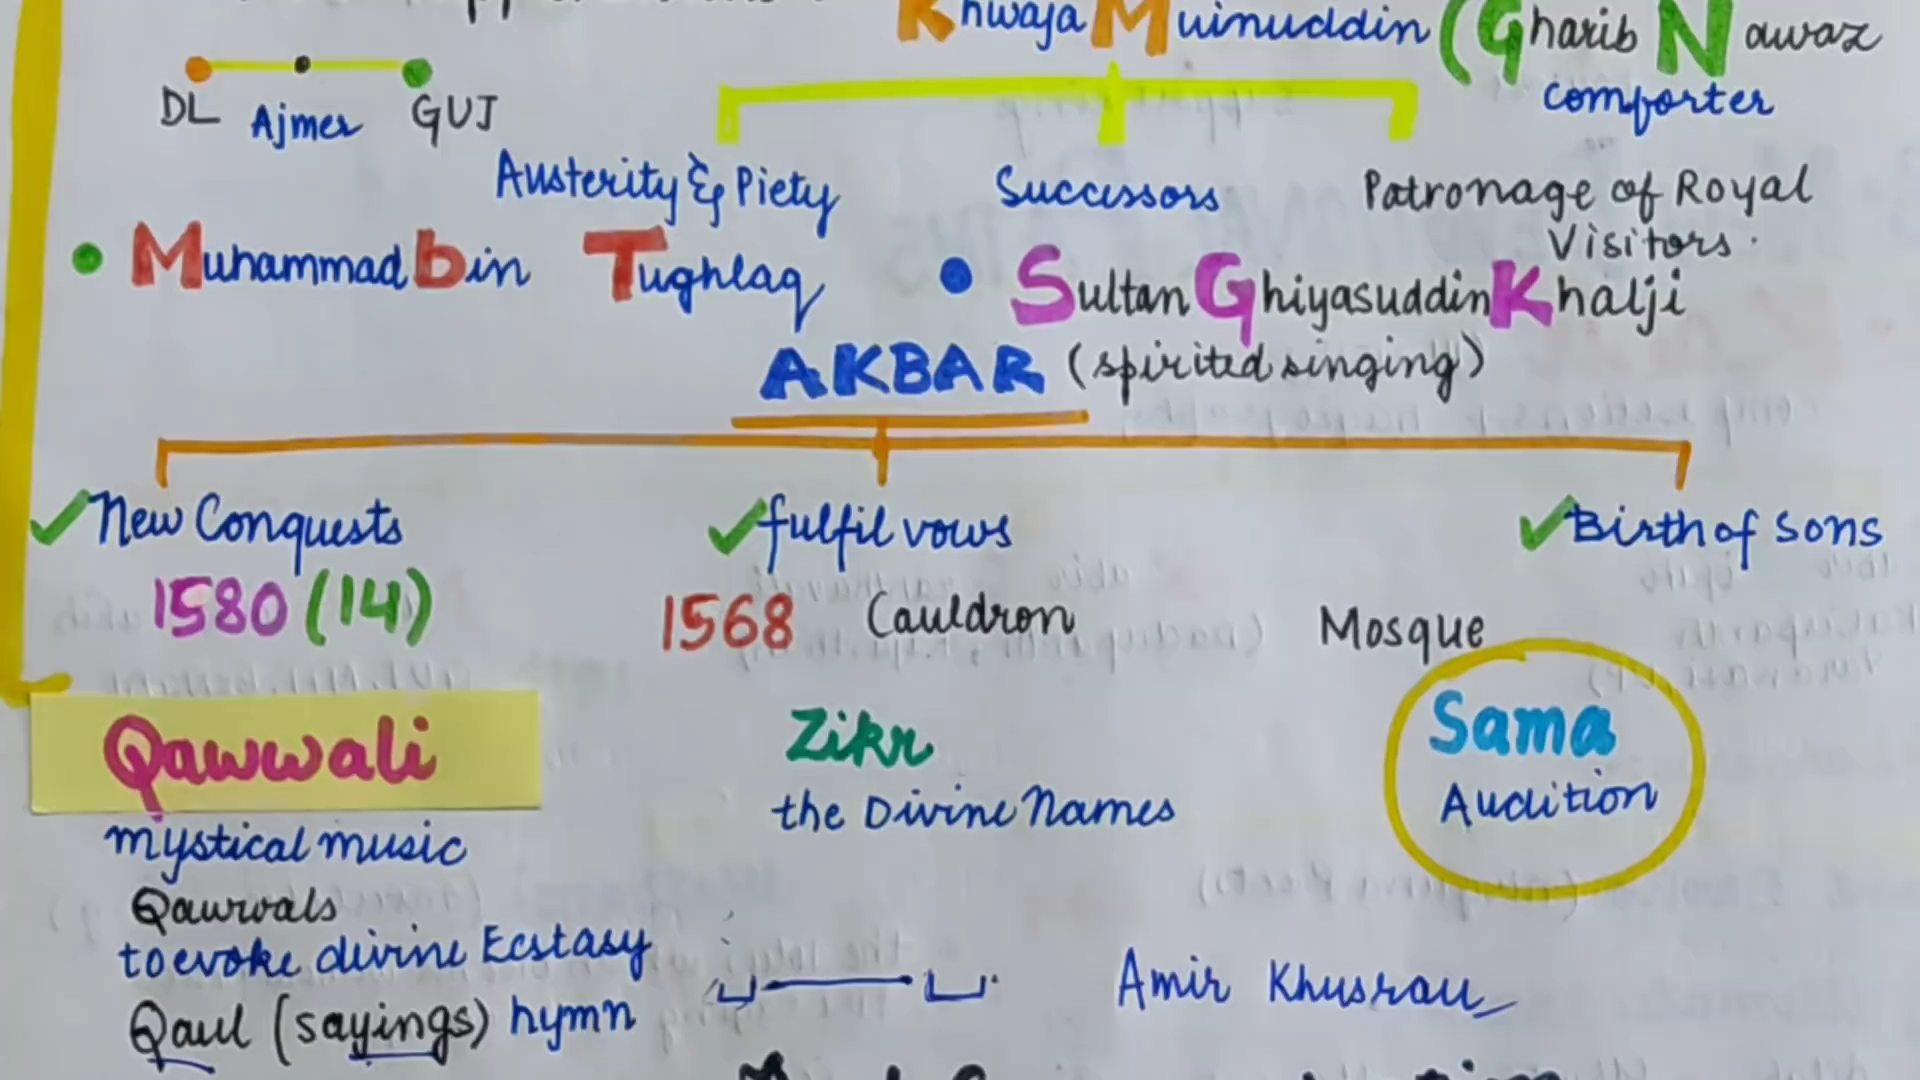 Khwaja Muinuddin (Gharib Nawaz
comforter
DL Ajmer GUJ
Austerity & Piety Successors Patronage of Royal
Visitors.
• Muhammad bin Tughlaq • Sultan Ghiyasuddin Khalji
AKBAR (spirited singing)
✓ New Conquests ✓ fulfil vows ✓ Birth of Sons
1580 (14) 1568 Cauldron Mosque
Qawwali Zikr Sama
the Divine Names Audition
mystical music
Qawwals
to evoke divine Ecstasy
Qaul (sayings) hymn Amir Khusrau